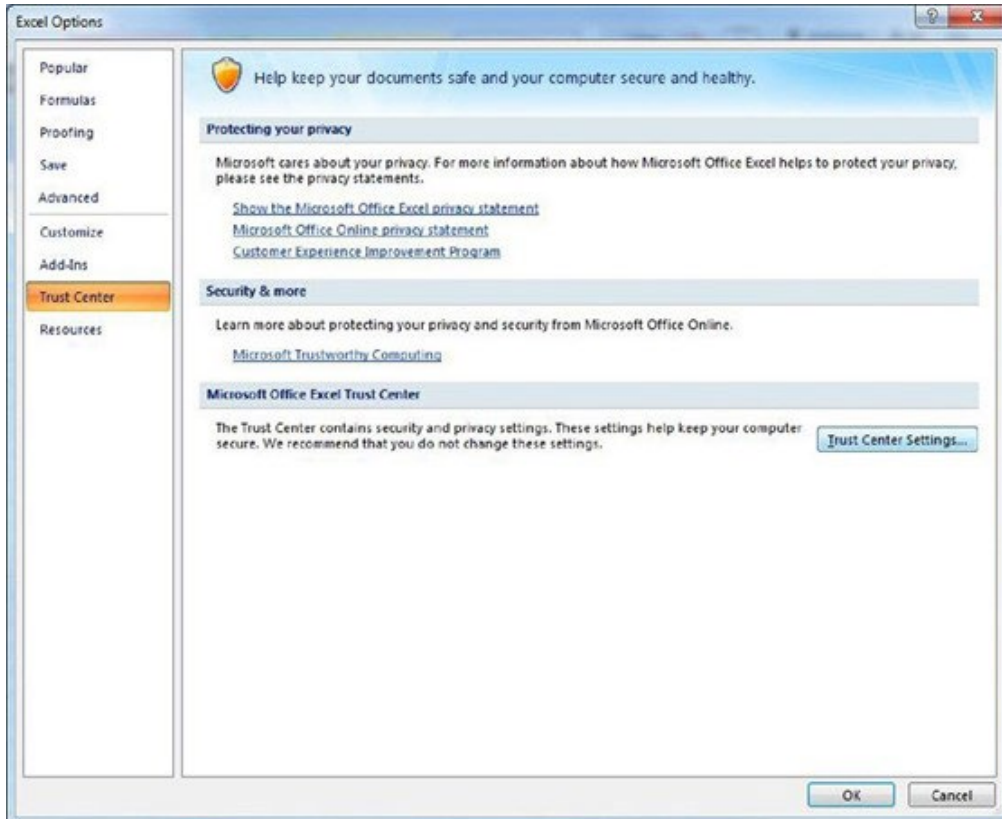 Excel Options
Popular
Formulas
Proofing
Save
Advanced
Customize
Add-Ins
Trust Center
Resources
Help keep your documents safe and your computer secure and healthy.
Protecting your privacy
Microsoft cares about your privacy. For more information about how Microsoft Office Excel helps to protect your privacy,
please see the privacy statements.
Show the Microsoft Office Excel privacy statement
Microsoft Office Online privacy statement
Customer Experience Improvement Program
Security & more
Learn more about protecting your privacy and security from Microsoft Office Online.
Microsoft Trustworthy Computing
Microsoft Office Excel Trust Center
The Trust Center contains security and privacy settings. These settings help keep your computer
secure. We recommend that you do not change these settings.
Trust Center Settings...
OK
Cancel